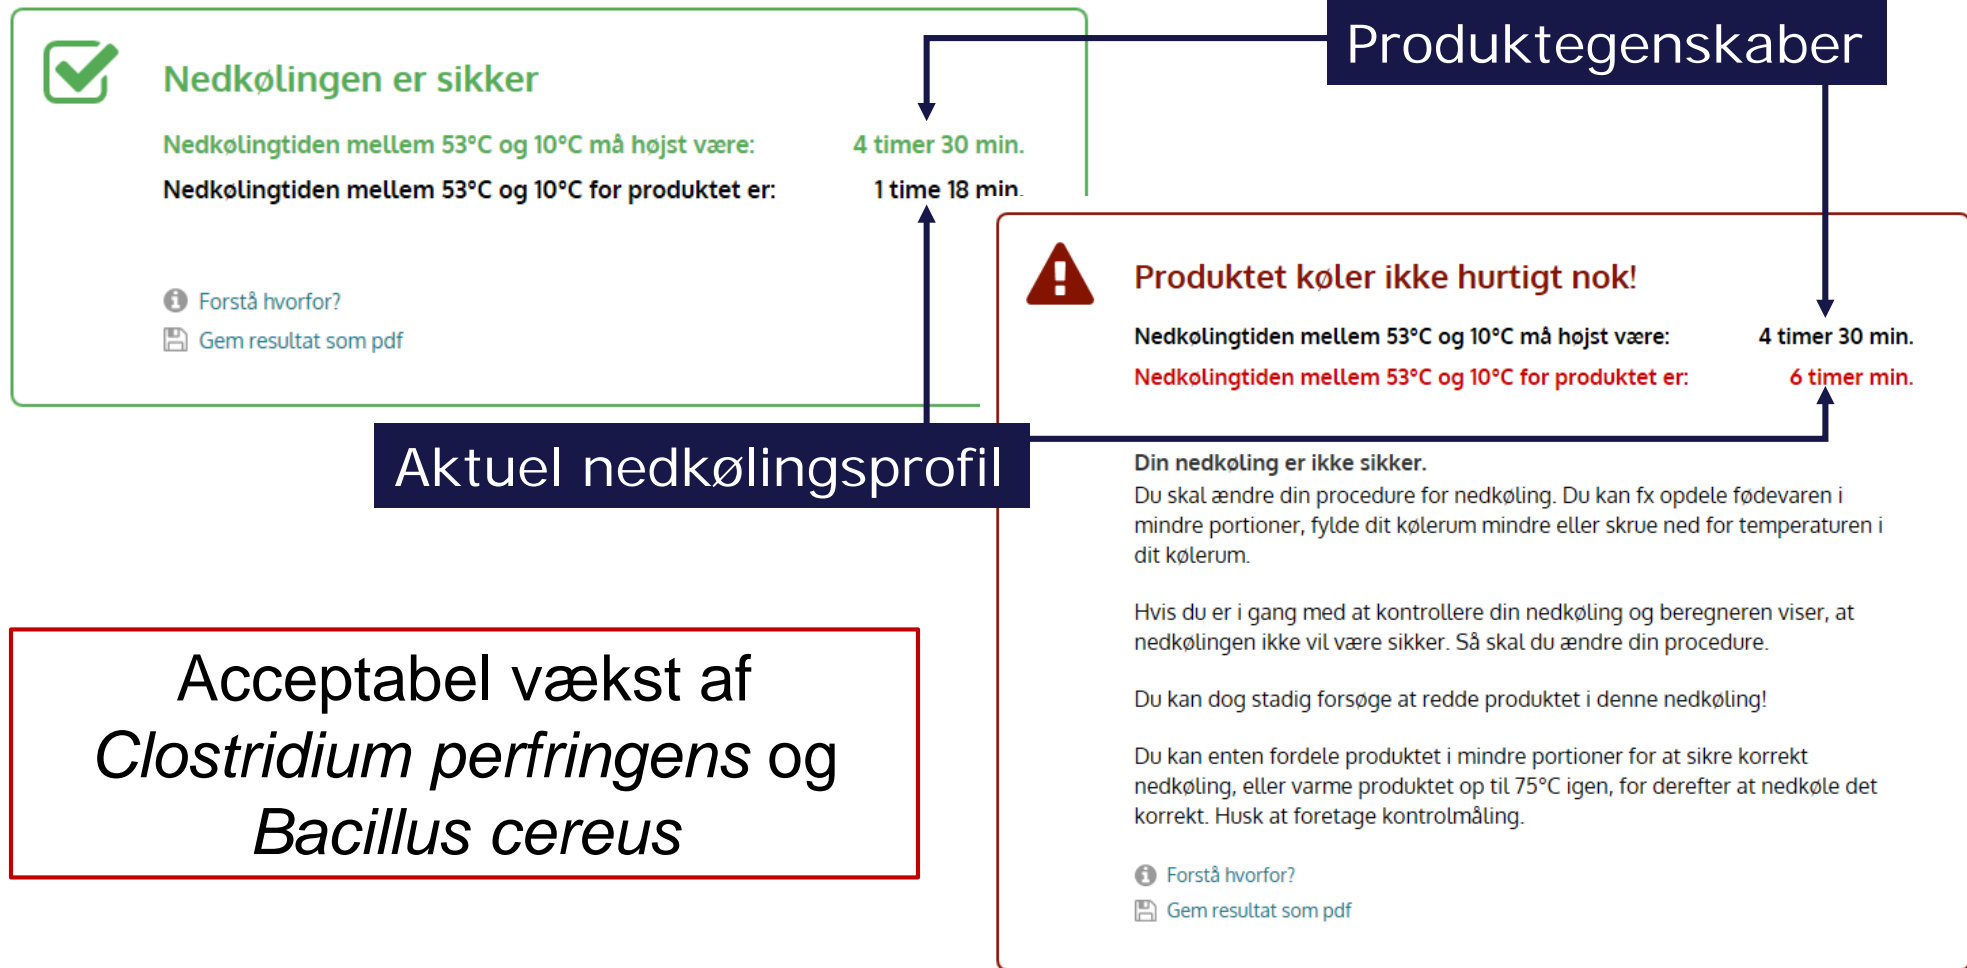 Produktegenskaber
Nedkølingen er sikker
Nedkølingtiden mellem 53°C og 10°C må højst være: 4 timer 30 min.
Nedkølingtiden mellem 53°C og 10°C for produktet er: 1 time 18 min.
Forstå hvorfor?
Gem resultat som pdf
Aktuel nedkølingsprofil
Produktet køler ikke hurtigt nok!
Nedkølingtiden mellem 53°C og 10°C må højst være: 4 timer 30 min.
Nedkølingtiden mellem 53°C og 10°C for produktet er: 6 timer min.
Din nedkøling er ikke sikker.
Du skal ændre din procedure for nedkøling. Du kan fx opdele fødevaren i
mindre portioner, fylde dit kølerum mindre eller skrue ned for temperaturen i
dit kølerum.
Hvis du er i gang med at kontrollere din nedkøling og beregneren viser, at
nedkølingen ikke vil være sikker. Så skal du ændre din procedure.
Du kan dog stadig forsøge at redde produktet i denne nedkøling!
Du kan enten fordele produktet i mindre portioner for at sikre korrekt
nedkøling, eller varme produktet op til 75°C igen, for derefter at nedkøle det
korrekt. Husk at foretage kontrolmåling.
Forstå hvorfor?
Gem resultat som pdf
Acceptabel vækst af
Clostridium perfringens og
Bacillus cereus